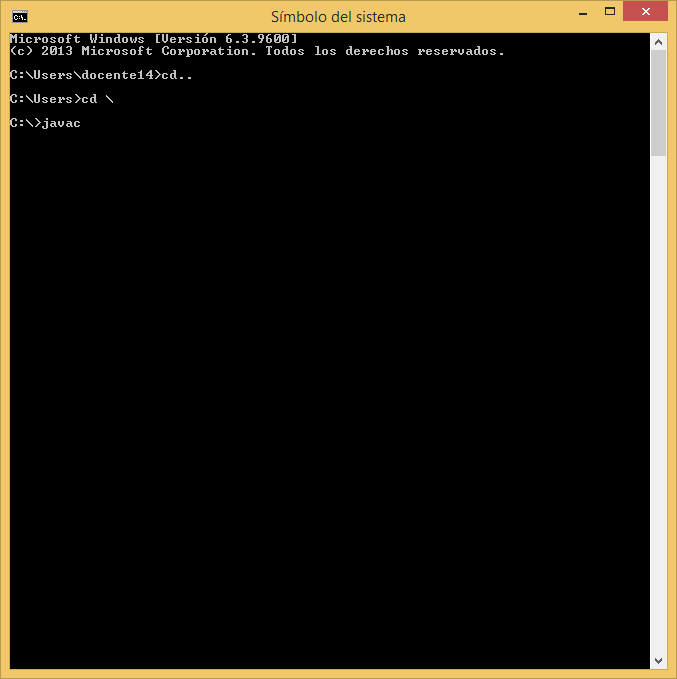 Símbolo del sistema
Microsoft Windows [Versión 6.3.9600]
(c) 2013 Microsoft Corporation. Todos los derechos reservados.
C:\Users\docente14>cd..
C:\Users>cd \
C:\>javac